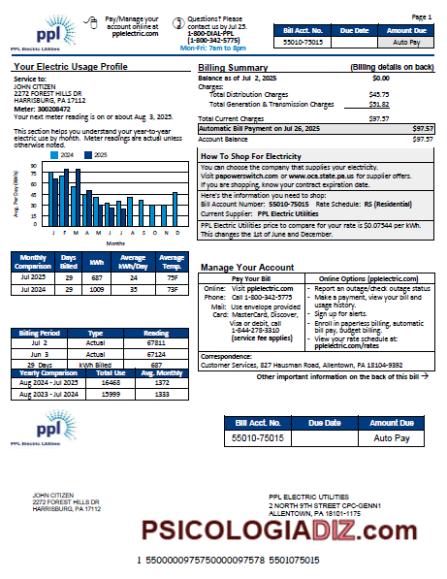 Page 1
ppl
PPL Electric Utilities
Pay/Manage your
account online at
pplelectric.com
Questions? Please
contact us by Jul 25.
1-800-DIAL-PPL
(1-800-342-5775)
Mon-Fri: 7am to 8pm
Bill Acct. No. Due Date Amount Due
55010-75015 Auto Pay
Your Electric Usage Profile
Service to:
JOHN CITIZEN
2272 FOREST HILLS DR
HARRISBURG, PA 17112
Meter: 300208472
Your next meter reading is on or about Aug 3, 2025.
This section helps you understand your year-to-year
electric use by month. Meter readings are actual unless
otherwise noted.
2024 2025
Avg. Per Day (kWh)
90
75
60
45
30
15
0
J F M A M J J A S O N D
Months
Monthly Comparison Days Billed kWh Average kWh/Day Average Temp.
Jul 2025 29 687 24 75F
Jul 2024 29 1009 35 73F
Billing Period Type Reading
Jul 2 Actual 67811
Jun 3 Actual 67124
29 Days kWh Billed 687
Yearly Comparison Total Use Avg. Monthly
Aug 2024 - Jul 2025 16468 1372
Aug 2023 - Jul 2024 15999 1333
Billing Summary (Billing details on back)
Balance as of Jul 2, 2025 $0.00
Charges:
Total Distribution Charges $45.75
Total Generation & Transmission Charges $51.82
Total Current Charges $97.57
Automatic Bill Payment on Jul 26, 2025 $97.57
Account Balance $97.57
How To Shop For Electricity
You can choose the company that supplies your electricity.
Visit papowerswitch.com or www.oca.state.pa.us for supplier offers.
If you are shopping, know your contract expiration date.
Here's the information you need to shop:
Bill Account Number: 55010-75015 Rate Schedule: RS (Residential)
Current Supplier: PPL Electric Utilities
PPL Electric Utilities price to compare for your rate is $0.07544 per kWh.
This changes the 1st of June and December.
Manage Your Account
Pay Your Bill
Online: Visit pplelectric.com
Phone: Call 1-800-342-5775
Mail: Use envelope provided
Card: MasterCard, Discover,
Visa or debit, call
1-844-278-3310
(service fee applies)
Online Options (pplelectric.com)
- Report an outage/check outage status
- Make a payment, view your bill and
usage history.
- Sign up for alerts.
- Enroll in paperless billing, automatic
bill pay, budget billing.
- View your rate schedule at:
pplelectric.com/rates
Correspondence:
Customer Services, 827 Hausman Road, Allentown, PA 18104-9392
Other important information on the back of this bill →
ppl
PPL Electric Utilities
Bill Acct. No. Due Date Amount Due
55010-75015 Auto Pay
JOHN CITIZEN
2272 FOREST HILLS DR
HARRISBURG, PA 17112
PPL ELECTRIC UTILITIES
2 NORTH 9TH STREET CPC-GENN1
ALLENTOWN, PA 18101-1175
PSICOLOGIADIZ.com
1 5500000975750000097578 5501075015